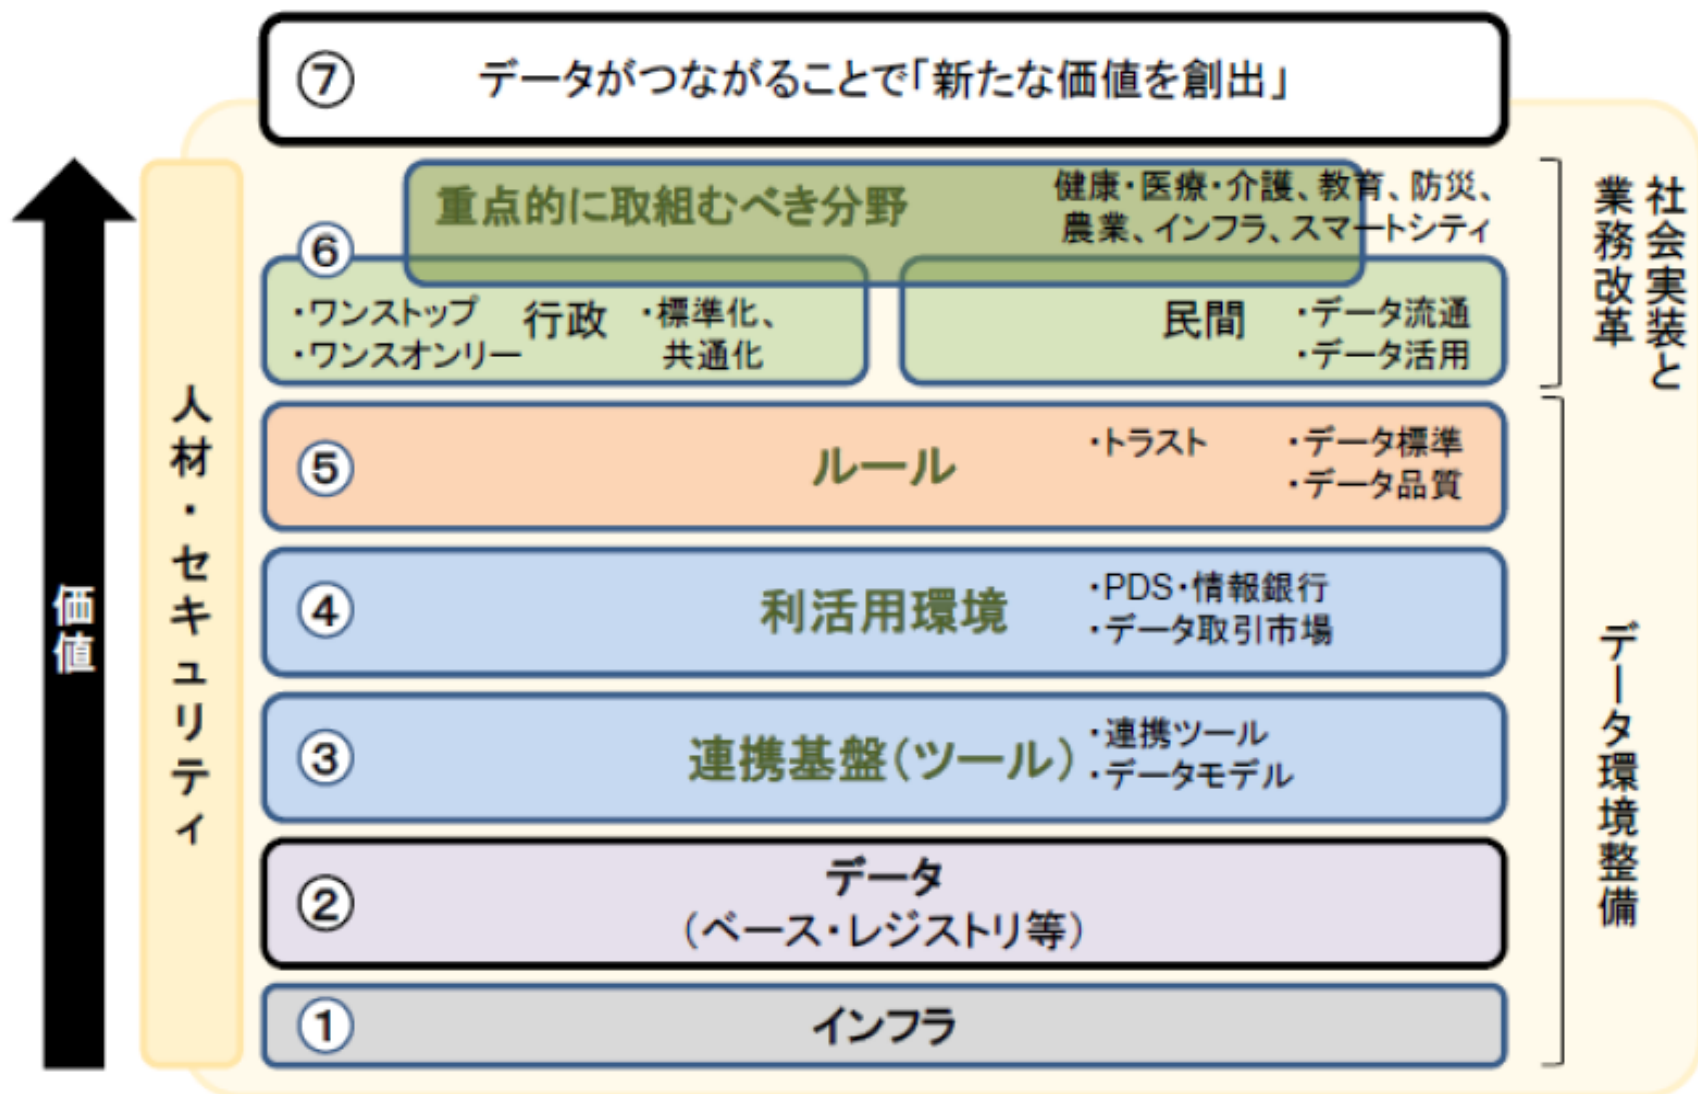 ⑦ データがつながることで「新たな価値を創出」
重点的に取組むべき分野
健康・医療・介護、教育、防災、
農業、インフラ、スマートシティ
⑥
・ワンストップ
・ワンスオンリー
行政
・標準化、
共通化
民間
・データ流通
・データ活用
⑤ ルール
・トラスト
・データ標準
・データ品質
④ 利活用環境
・PDS・情報銀行
・データ取引市場
③ 連携基盤(ツール)
・連携ツール
・データモデル
② データ
(ベース・レジストリ等)
① インフラ
価値
人材・セキュリティ
社会実装と
業務改革
データ環境整備